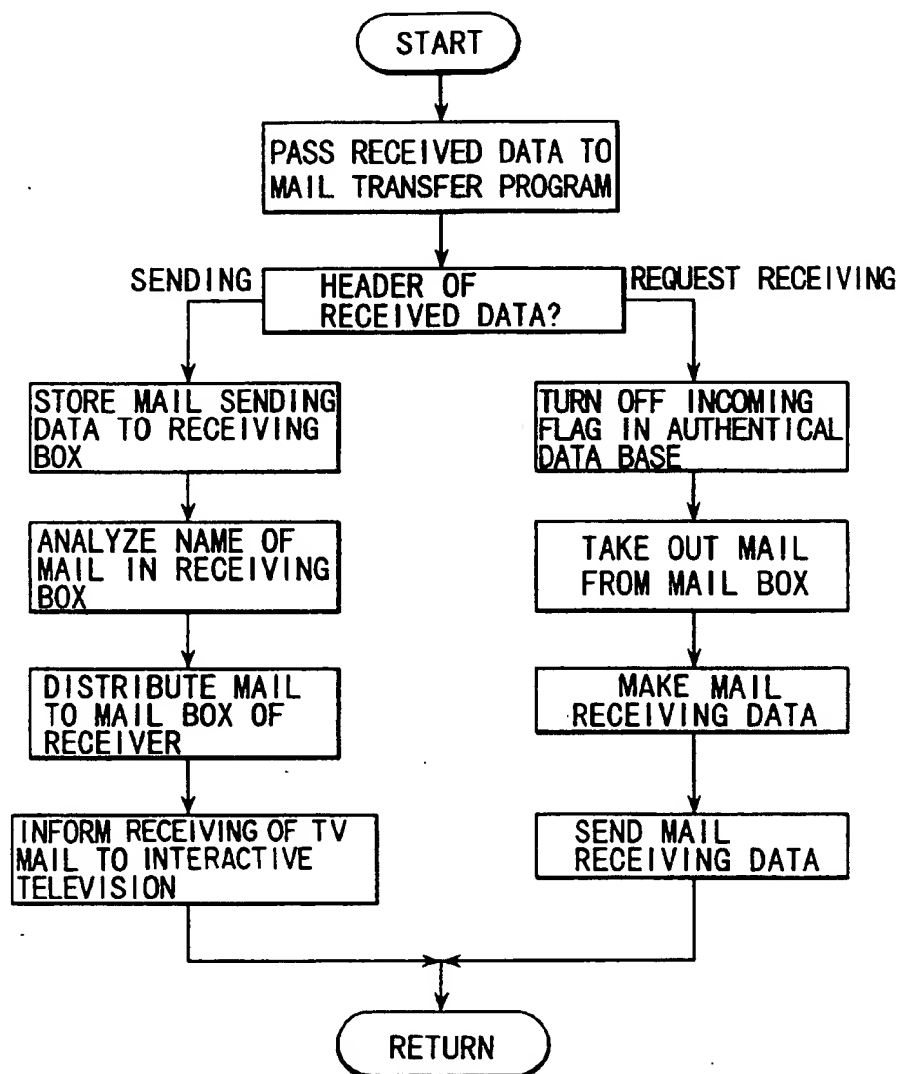 START
PASS RECEIVED DATA TO
MAIL TRANSFER PROGRAM
SENDING
HEADER OF
RECEIVED DATA?
REQUEST RECEIVING
STORE MAIL SENDING
DATA TO RECEIVING
BOX
ANALYZE NAME OF
MAIL IN RECEIVING
BOX
DISTRIBUTE MAIL
TO MAIL BOX OF
RECEIVER
INFORM RECEIVING OF TV
MAIL TO INTERACTIVE
TELEVISION
TURN OFF INCOMING
FLAG IN AUTHENTICAL
DATA BASE
TAKE OUT MAIL
FROM MAIL BOX
MAKE MAIL
RECEIVING DATA
SEND MAIL
RECEIVING DATA
RETURN